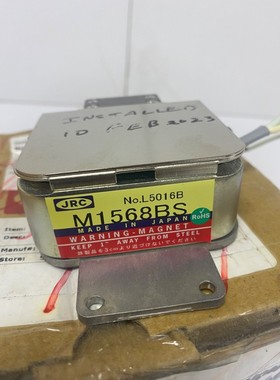 INSTALLED
10 FEB 2023
JRC
No.L5016B
M1568BS
RoHS
MADE IN JAPAN
WARNING-MAGNET
KEEP 1" AWAY FROM STEEL
Store: